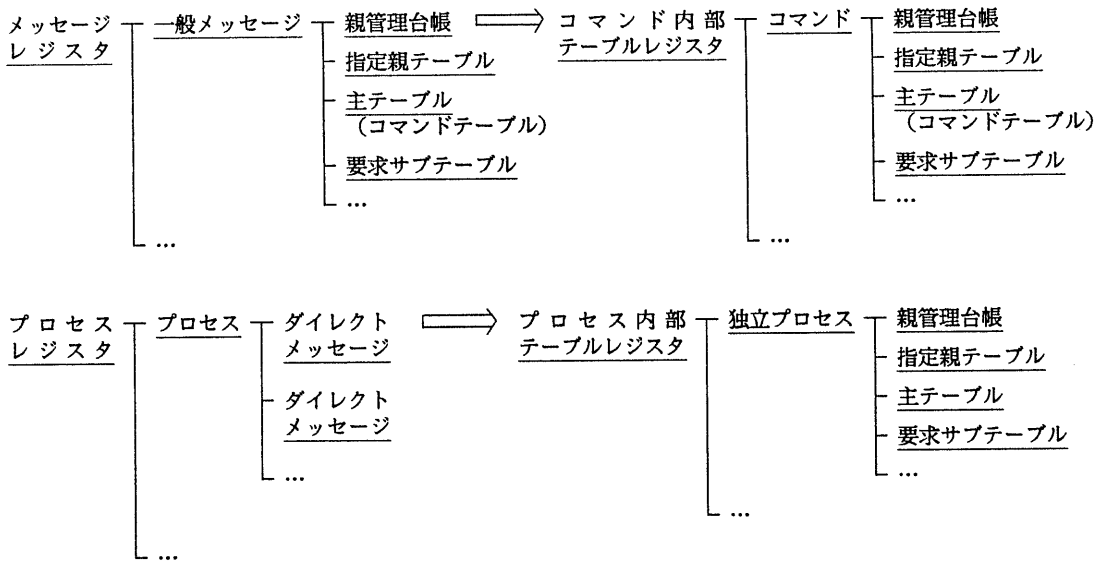 メッセージ
レジスタ
一般メッセージ
親管理台帳
指定親テーブル
主テーブル
（コマンドテーブル）
要求サブテーブル
…
…
コマンド内部
テーブルレジスタ
コマンド
親管理台帳
指定親テーブル
主テーブル
（コマンドテーブル）
要求サブテーブル
…
…
プロセス
レジスタ
プロセス
ダイレクト
メッセージ
ダイレクト
メッセージ
…
…
プロセス内部
テーブルレジスタ
独立プロセス
親管理台帳
指定親テーブル
主テーブル
要求サブテーブル
…
…